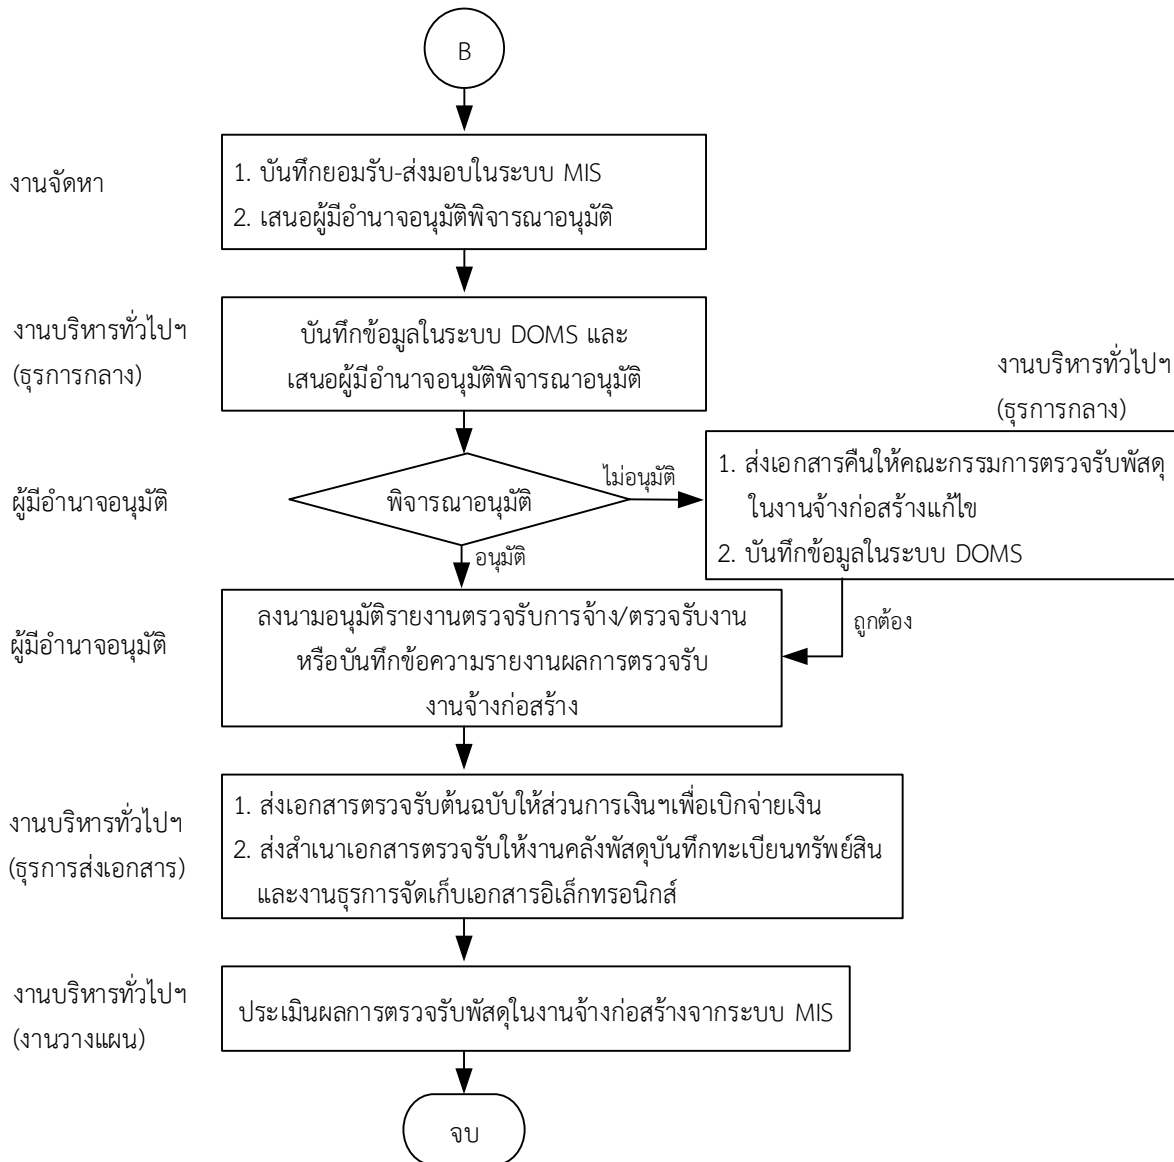 B
งานจัดหา
1. บันทึกยอมรับ-ส่งมอบในระบบ MIS
2. เสนอผู้มีอำนาจอนุมัติพิจารณาอนุมัติ
งานบริหารทั่วไปฯ
(ธุรการกลาง)
บันทึกข้อมูลในระบบ DOMS และ
เสนอผู้มีอำนาจอนุมัติพิจารณาอนุมัติ
งานบริหารทั่วไปฯ
(ธุรการกลาง)
ผู้มีอำนาจอนุมัติ
พิจารณาอนุมัติ
ไม่อนุมัติ
1. ส่งเอกสารคืนให้คณะกรรมการตรวจรับพัสดุ
ในงานจ้างก่อสร้างแก้ไข
2. บันทึกข้อมูลในระบบ DOMS
อนุมัติ
ถูกต้อง
ผู้มีอำนาจอนุมัติ
ลงนามอนุมัติรายงานตรวจรับการจ้าง/ตรวจรับงาน
หรือบันทึกข้อความรายงานผลการตรวจรับ
งานจ้างก่อสร้าง
งานบริหารทั่วไปฯ
(ธุรการส่งเอกสาร)
1. ส่งเอกสารตรวจรับต้นฉบับให้ส่วนการเงินฯเพื่อเบิกจ่ายเงิน
2. ส่งสำเนาเอกสารตรวจรับให้งานคลังพัสดุบันทึกทะเบียนทรัพย์สิน
และงานธุรการจัดเก็บเอกสารอิเล็กทรอนิกส์
งานบริหารทั่วไปฯ
(งานวางแผน)
ประเมินผลการตรวจรับพัสดุในงานจ้างก่อสร้างจากระบบ MIS
จบ